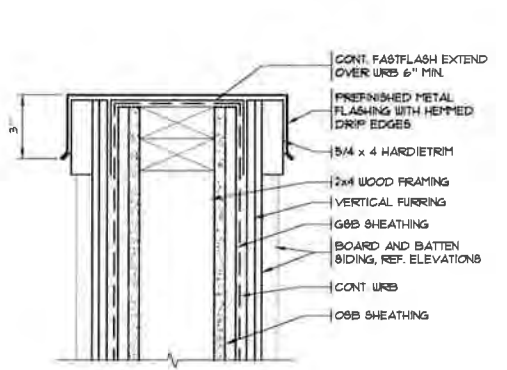 CONT. FASTFLASH EXTEND
OVER WRB 6" MIN.
PREFINISHED METAL
FLASHING WITH HEMMED
DRIP EDGES
3"
5/4 x 4 HARDIETRIM
2x4 WOOD FRAMING
VERTICAL FURRING
GSB SHEATHING
BOARD AND BATTEN
SIDING, REF. ELEVATIONS
CONT WRB
OSB SHEATHING